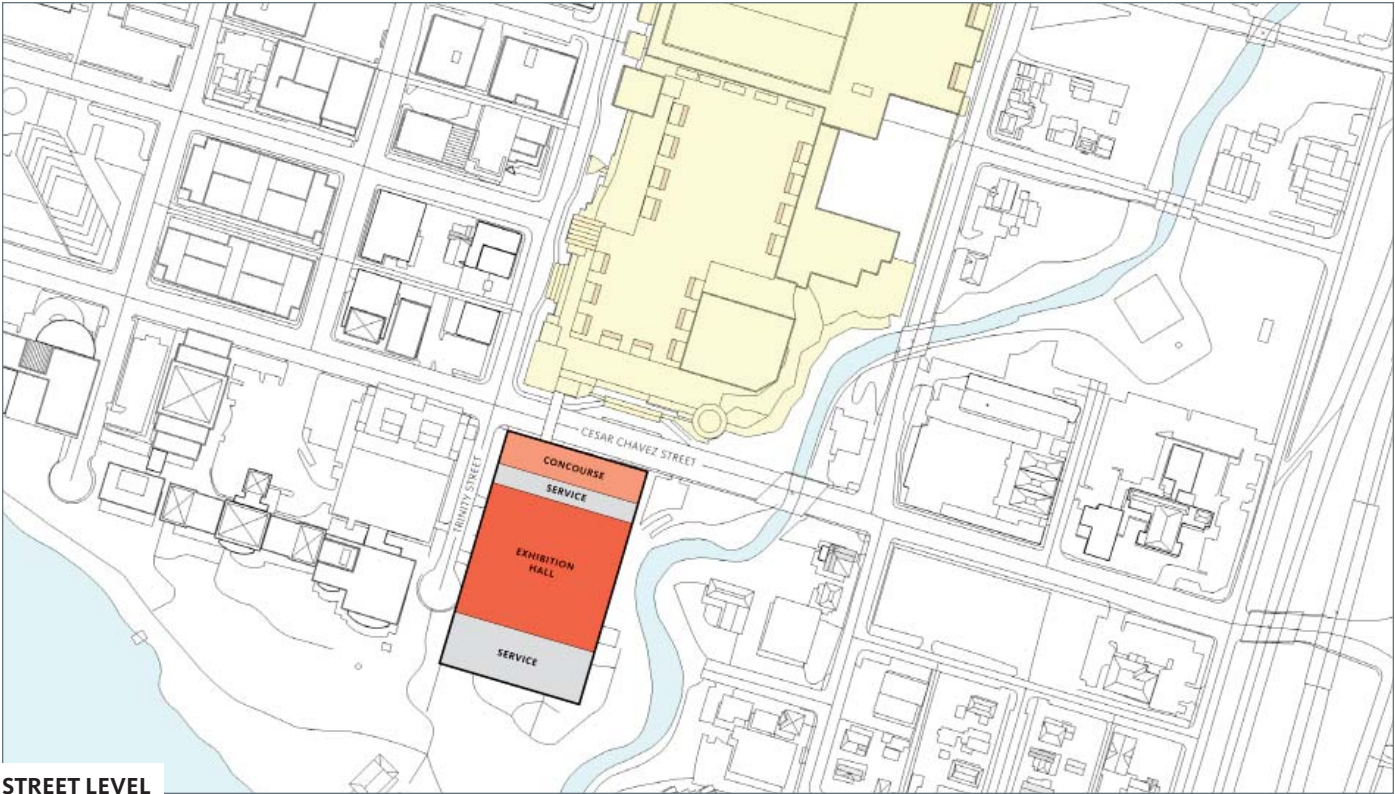 CESAR CHAVEZ STREET
TRINITY STREET
CONCOURSE
SERVICE
EXHIBITION
HALL
SERVICE
STREET LEVEL